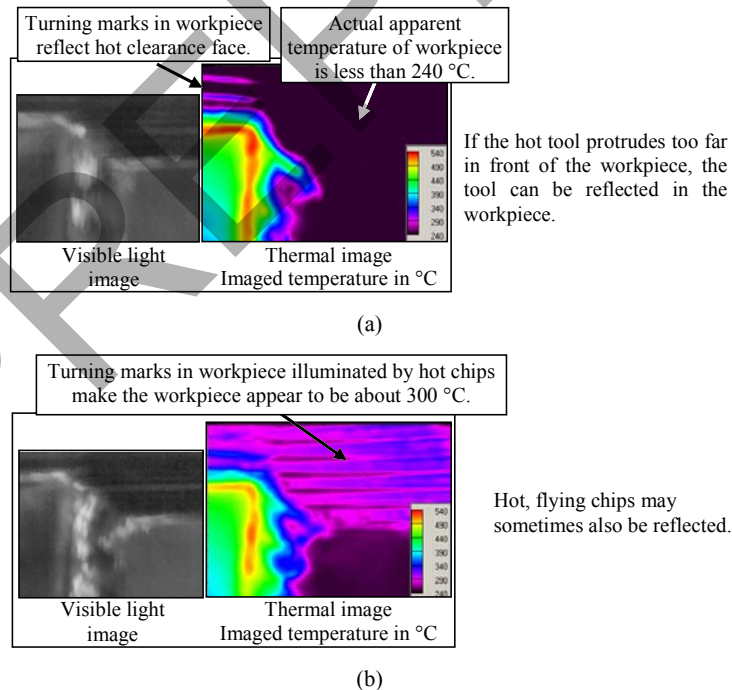 Turning marks in workpiece
reflect hot clearance face.
Actual apparent
temperature of workpiece
is less than 240 °C.
540
490
440
390
340
290
240
If the hot tool protrudes too far
in front of the workpiece, the
tool can be reflected in the
workpiece.
Visible light
image
Thermal image
Imaged temperature in °C
(a)
Turning marks in workpiece illuminated by hot chips
make the workpiece appear to be about 300 °C.
540
490
440
390
340
290
240
Hot, flying chips may
sometimes also be reflected.
Visible light
image
Thermal image
Imaged temperature in °C
(b)